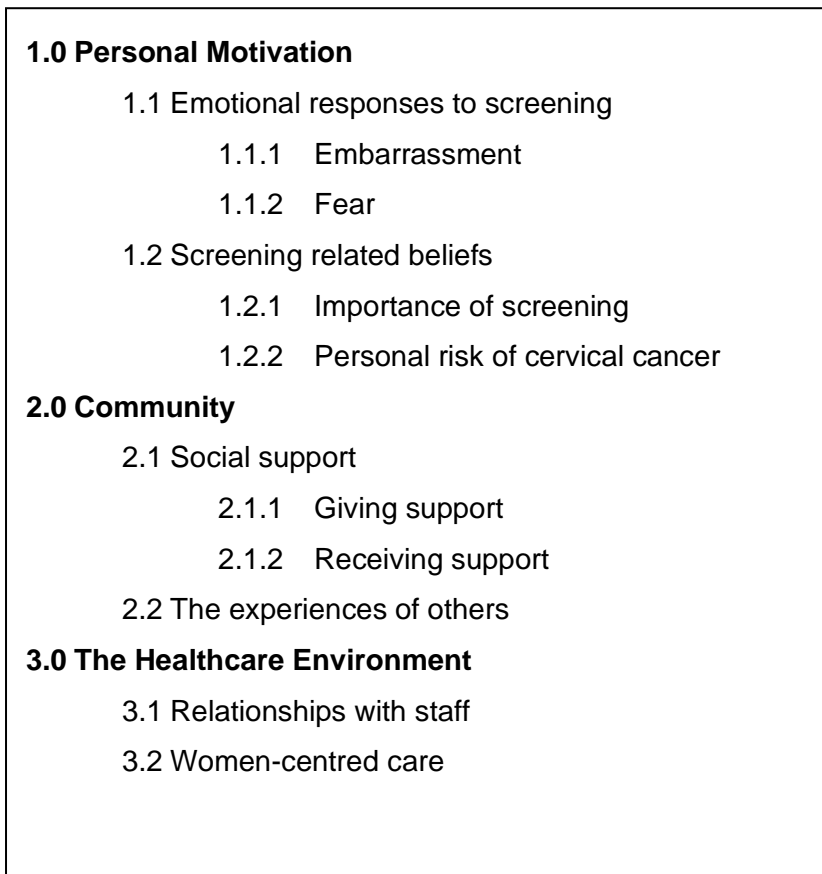 1.0 Personal Motivation
1.1 Emotional responses to screening
1.1.1 Embarrassment
1.1.2 Fear
1.2 Screening related beliefs
1.2.1 Importance of screening
1.2.2 Personal risk of cervical cancer
2.0 Community
2.1 Social support
2.1.1 Giving support
2.1.2 Receiving support
2.2 The experiences of others
3.0 The Healthcare Environment
3.1 Relationships with staff
3.2 Women-centred care